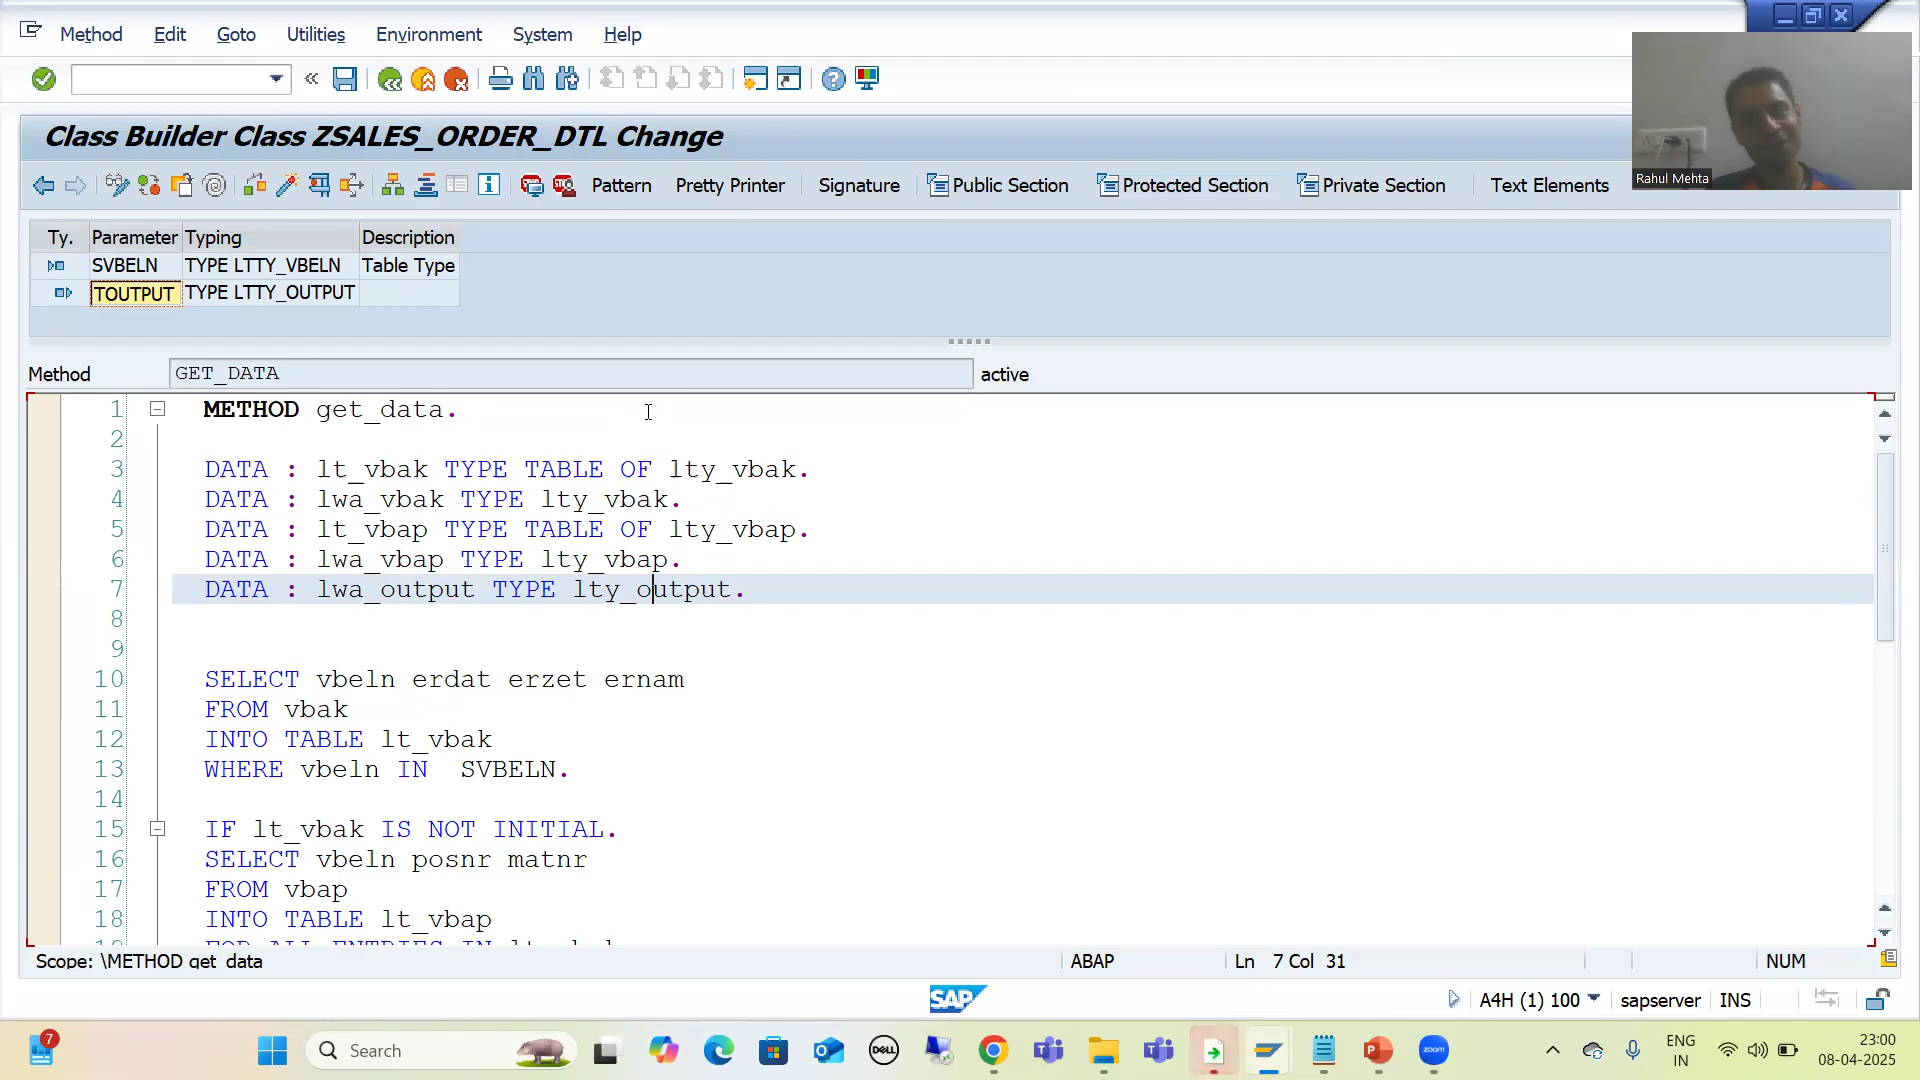 Method Edit Goto Utilities Environment System Help
Class Builder Class ZSALES_ORDER_DTL Change
Pattern Pretty Printer Signature Public Section Protected Section Private Section Text Elements
Rahul Mehta
Ty. Parameter Typing Description
SVBELN TYPE LTTY_VBELN Table Type
TOUTPUT TYPE LTTY_OUTPUT
Method GET_DATA active
1 METHOD get_data.
2
3 DATA : lt_vbak TYPE TABLE OF lty_vbak.
4 DATA : lwa_vbak TYPE lty_vbak.
5 DATA : lt_vbap TYPE TABLE OF lty_vbap.
6 DATA : lwa_vbap TYPE lty_vbap.
7 DATA : lwa_output TYPE lty_output.
8
9
10 SELECT vbeln erdat erzet ernam
11 FROM vbak
12 INTO TABLE lt_vbak
13 WHERE vbeln IN  SVBELN.
14
15 IF lt_vbak IS NOT INITIAL.
16 SELECT vbeln posnr matnr
17 FROM vbap
18 INTO TABLE lt_vbap
Scope: \METHOD get_data ABAP Ln 7 Col 31 NUM
SAP A4H (1) 100 sapserver INS
7 Search DELL zoom ENG IN 23:00 08-04-2025